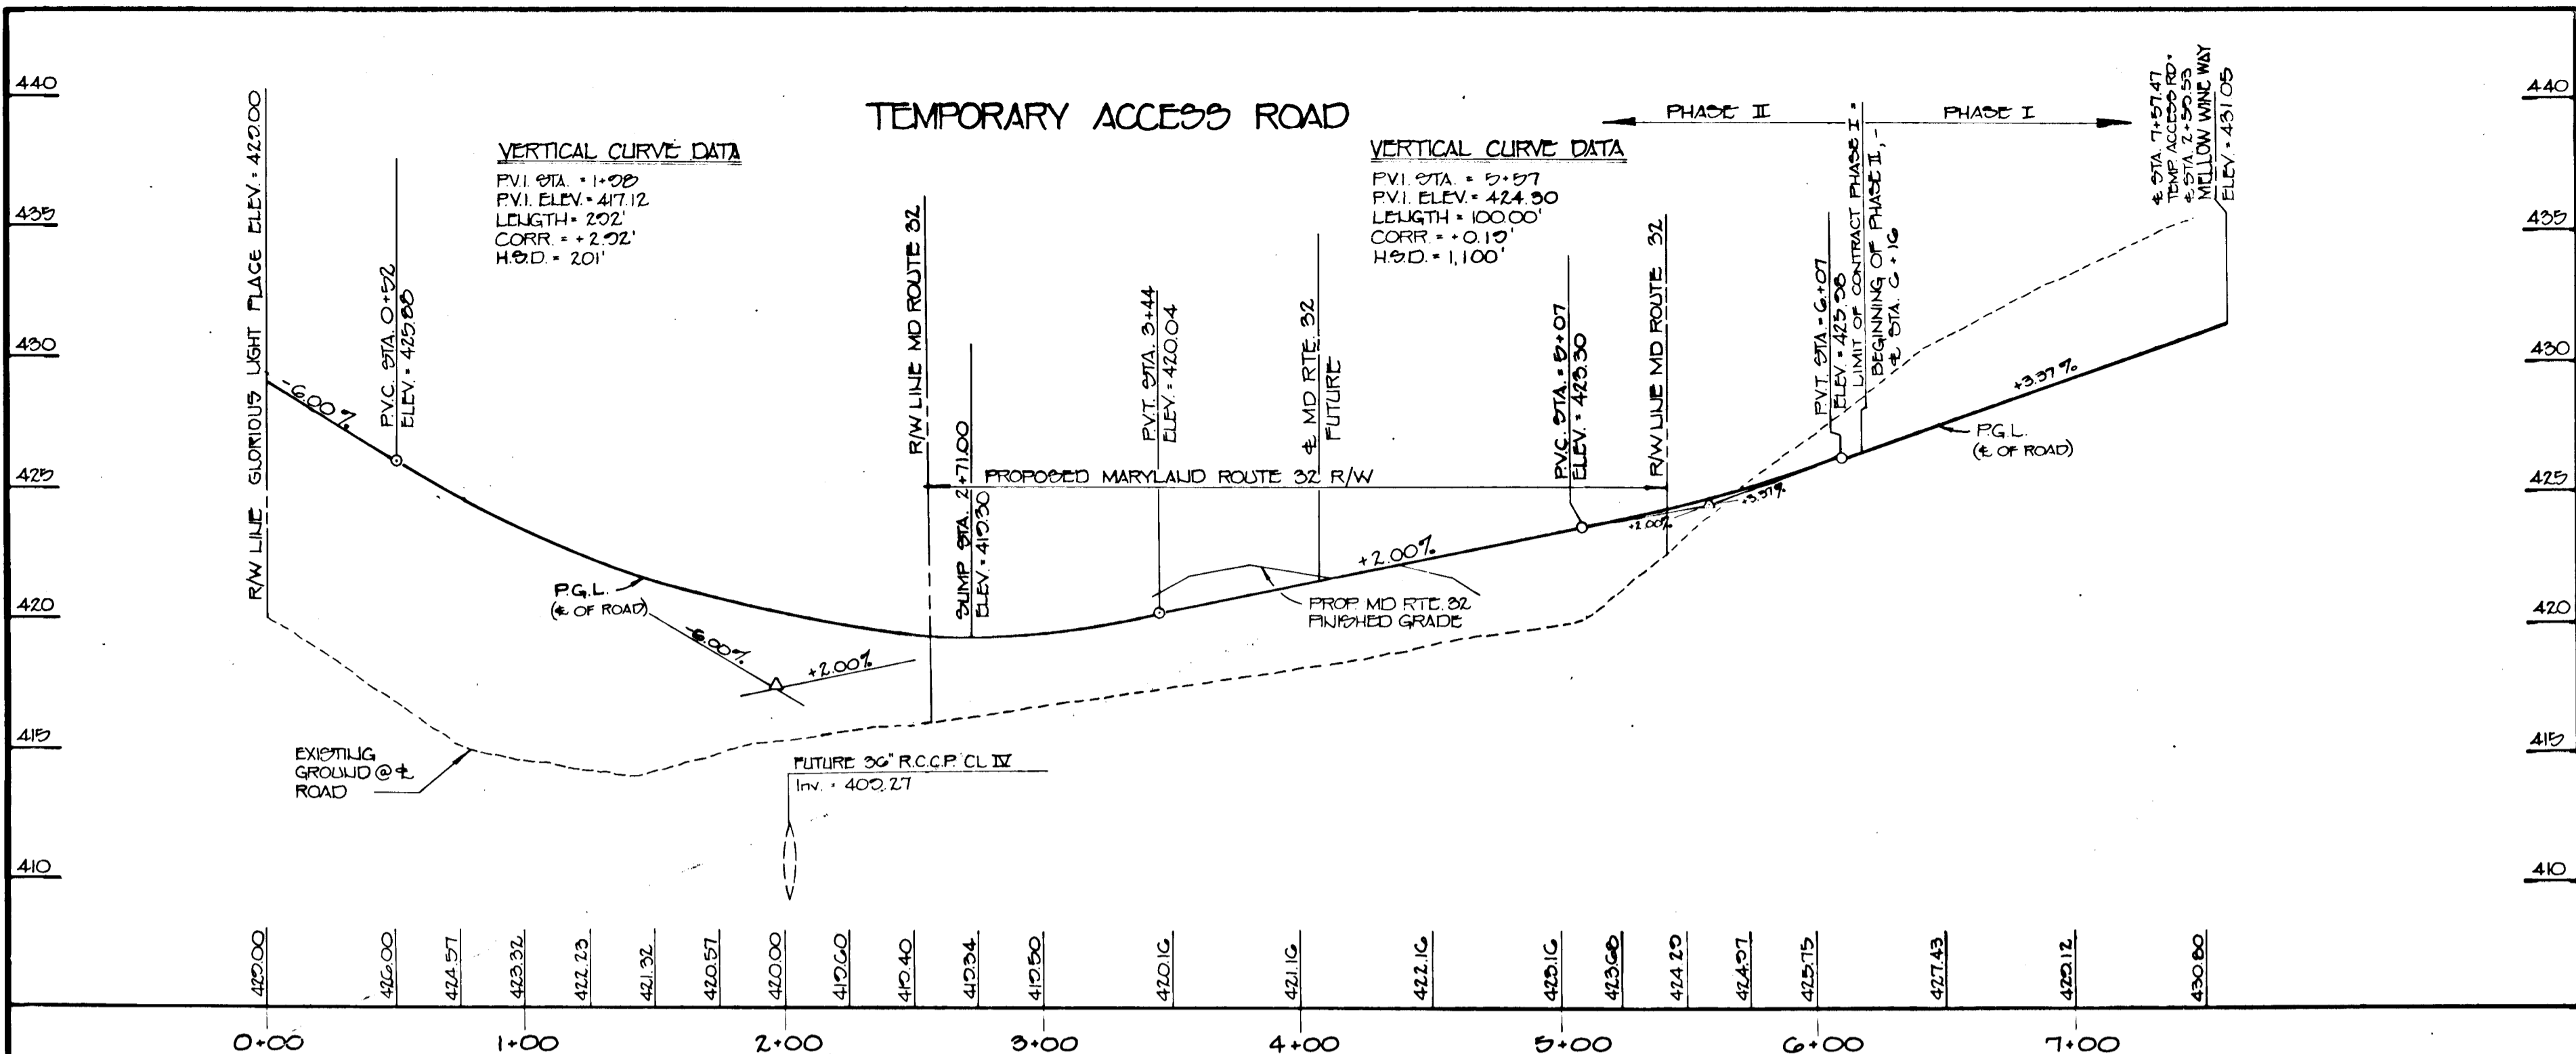 TEMPORARY ACCESS ROAD
440
435
430
425
420
415
410
440
435
430
425
420
415
410
R/W LINE GLORIOUS LIGHT PLACE ELEV. = 429.00
-6.00%
P.V.C. STA. 0+52
ELEV. = 425.88
VERTICAL CURVE DATA
P.V.I. STA. = 1+98
P.V.I. ELEV. = 417.12
LENGTH = 292'
CORR. = +2.92'
H.S.D. = 201'
P.G.L.
(℄ OF ROAD)
-6.00%
+2.00%
EXISTING
GROUND @ ℄
ROAD
FUTURE 36" R.C.C.P. CL IV
Inv. = 409.27
R/W LINE MD ROUTE 32
SUMP STA. 2+71.00
ELEV. = 419.30
PROPOSED MARYLAND ROUTE 32 R/W
P.V.T. STA. 3+44
ELEV. = 420.04
℄ MD RTE. 32
FUTURE
PROP. MD RTE. 32
FINISHED GRADE
+2.00%
VERTICAL CURVE DATA
P.V.I. STA. = 5+57
P.V.I. ELEV. = 424.30
LENGTH = 100.00'
CORR. = +0.19'
H.S.D. = 1,100'
P.V.C. STA. = 5+07
ELEV. = 423.30
R/W LINE MD ROUTE 32
+2.00%
+3.37%
PHASE II
PHASE I
P.V.T. STA. = 6+07
ELEV. = 425.98
LIMIT OF CONTRACT PHASE I =
BEGINNING OF PHASE II, -
℄ STA. 6+16
+3.37%
P.G.L.
(℄ OF ROAD)
℄ STA. 7+57.47
TEMP. ACCESS RD. =
℄ STA.
MELLOW WINE WAY
ELEV. = 431.05
429.00
426.00
424.57
423.32
422.23
421.32
420.57
420.00
419.60
419.40
419.34
419.50
420.16
421.16
422.16
423.16
423.68
424.29
424.97
425.75
427.43
429.12
430.80
0+00
1+00
2+00
3+00
4+00
5+00
6+00
7+00